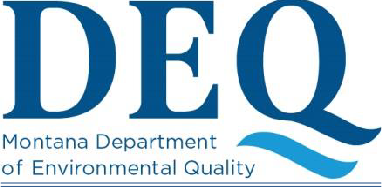 DEQ
Montana Department
of Environmental Quality